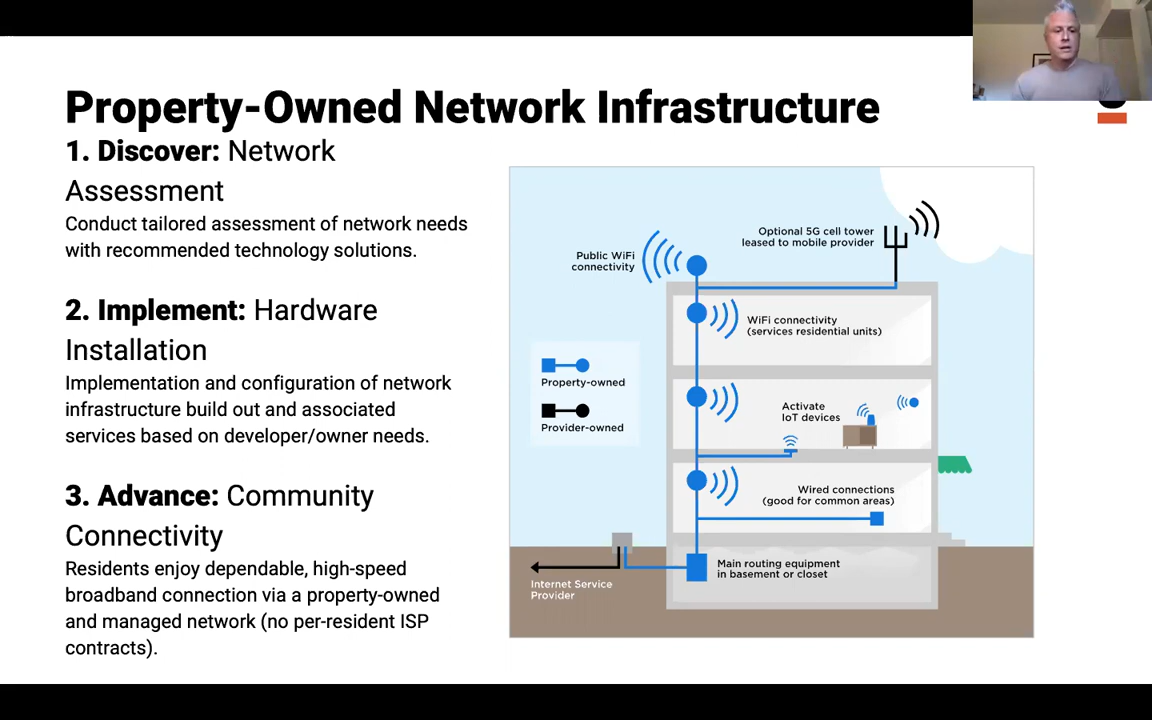 Property-Owned Network Infrastructure
1. Discover: Network
Assessment
Conduct tailored assessment of network needs
with recommended technology solutions.
2. Implement: Hardware
Installation
Implementation and configuration of network
infrastructure build out and associated
services based on developer/owner needs.
3. Advance: Community
Connectivity
Residents enjoy dependable, high-speed
broadband connection via a property-owned
and managed network (no per-resident ISP
contracts).
Optional 5G cell tower
leased to mobile provider
Public WiFi
connectivity
WiFi connectivity
(services residential units)
Property-owned
Provider-owned
Activate
IoT devices
Wired connections
(good for common areas)
Main routing equipment
in basement or closet
Internet Service
Provider